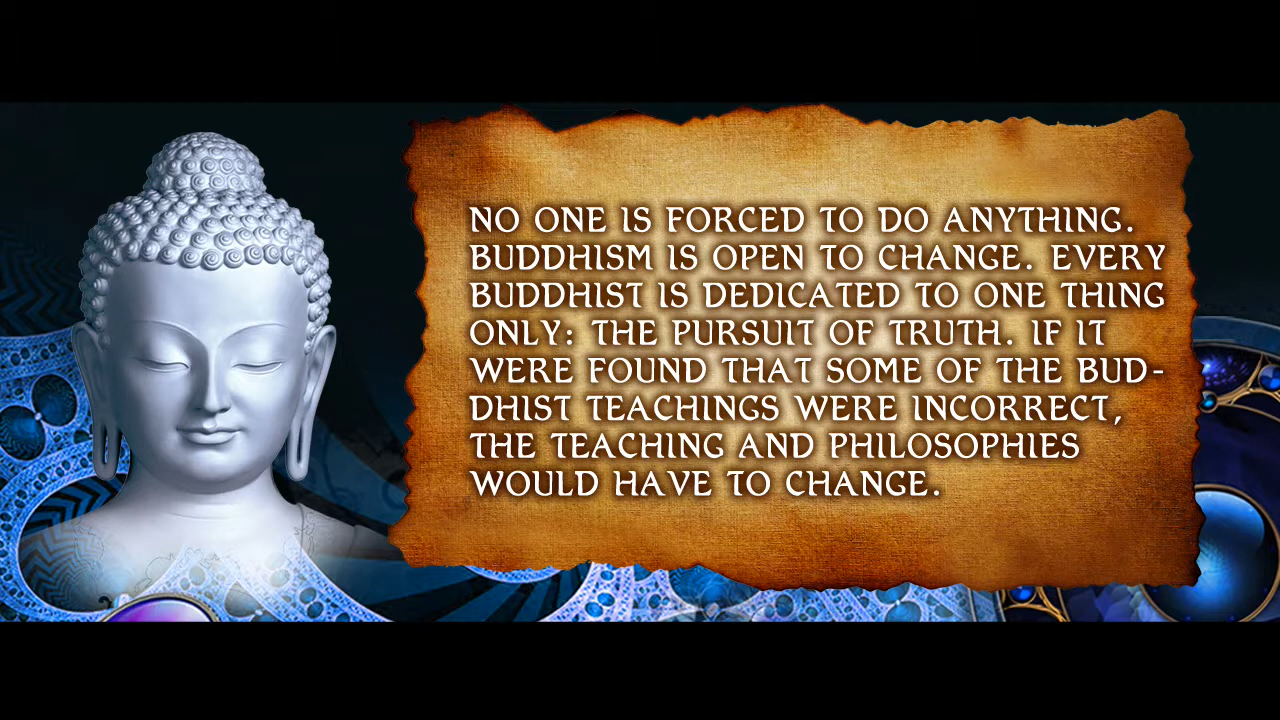 NO ONE IS FORCED TO DO ANYTHING.
BUDDHISM IS OPEN TO CHANGE. EVERY
BUDDHIST IS DEDICATED TO ONE THING
ONLY: THE PURSUIT OF TRUTH. IF IT
WERE FOUND THAT SOME OF THE BUD-
DHIST TEACHINGS WERE INCORRECT,
THE TEACHING AND PHILOSOPHIES
WOULD HAVE TO CHANGE.